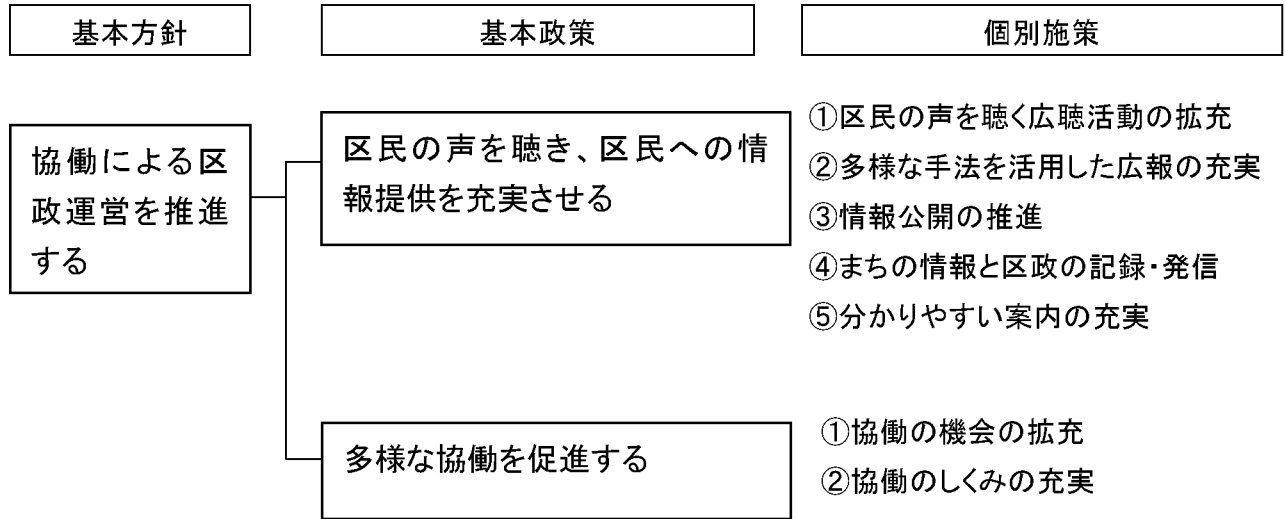 基本方針
基本政策
個別施策
協働による区
政運営を推進
する
区民の声を聴き、区民への情
報提供を充実させる
①区民の声を聴く広聴活動の拡充
②多様な手法を活用した広報の充実
③情報公開の推進
④まちの情報と区政の記録・発信
⑤分かりやすい案内の充実
多様な協働を促進する
①協働の機会の拡充
②協働のしくみの充実